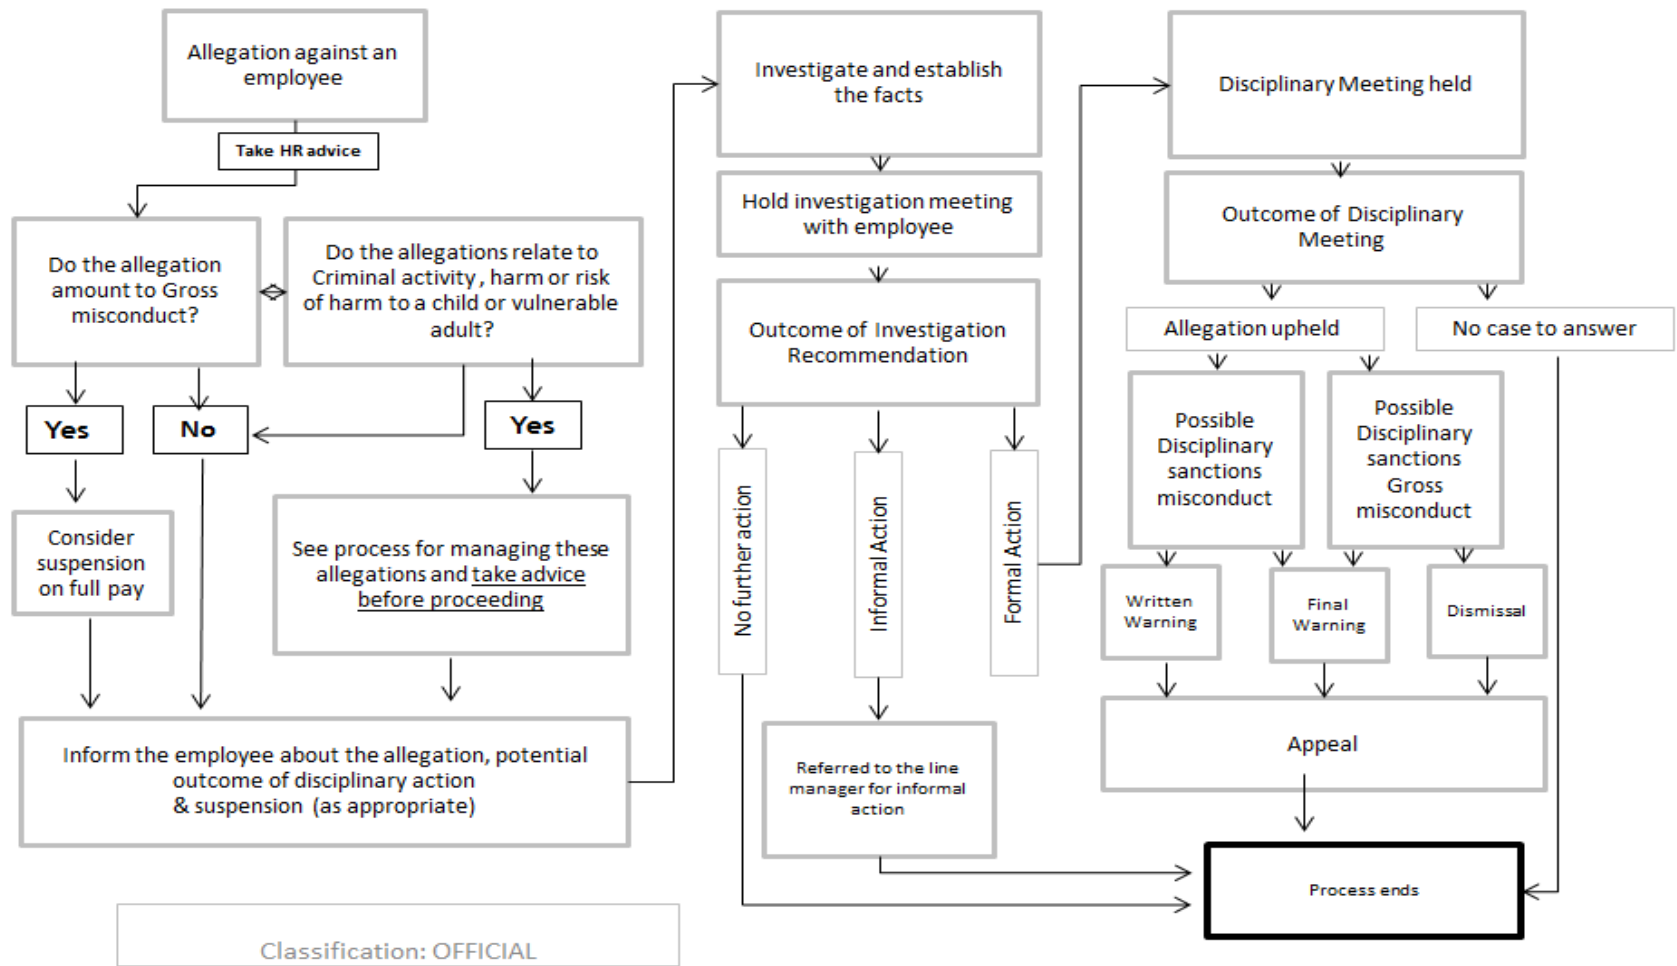 Allegation against an
employee
Take HR advice
Do the allegation
amount to Gross
misconduct?
Do the allegations relate to
Criminal activity, harm or risk
of harm to a child or vulnerable
adult?
Yes
No
Yes
Consider
suspension
on full pay
See process for managing these
allegations and take advice
before proceeding
Inform the employee about the allegation, potential
outcome of disciplinary action
& suspension (as appropriate)
Investigate and establish
the facts
Hold investigation meeting
with employee
Outcome of Investigation
Recommendation
No further action
Informal Action
Formal Action
Referred to the line
manager for informal
action
Disciplinary Meeting held
Outcome of Disciplinary
Meeting
Allegation upheld
No case to answer
Possible
Disciplinary
sanctions
misconduct
Possible
Disciplinary
sanctions
Gross
misconduct
Written
Warning
Final
Warning
Dismissal
Appeal
Process ends
Classification: OFFICIAL